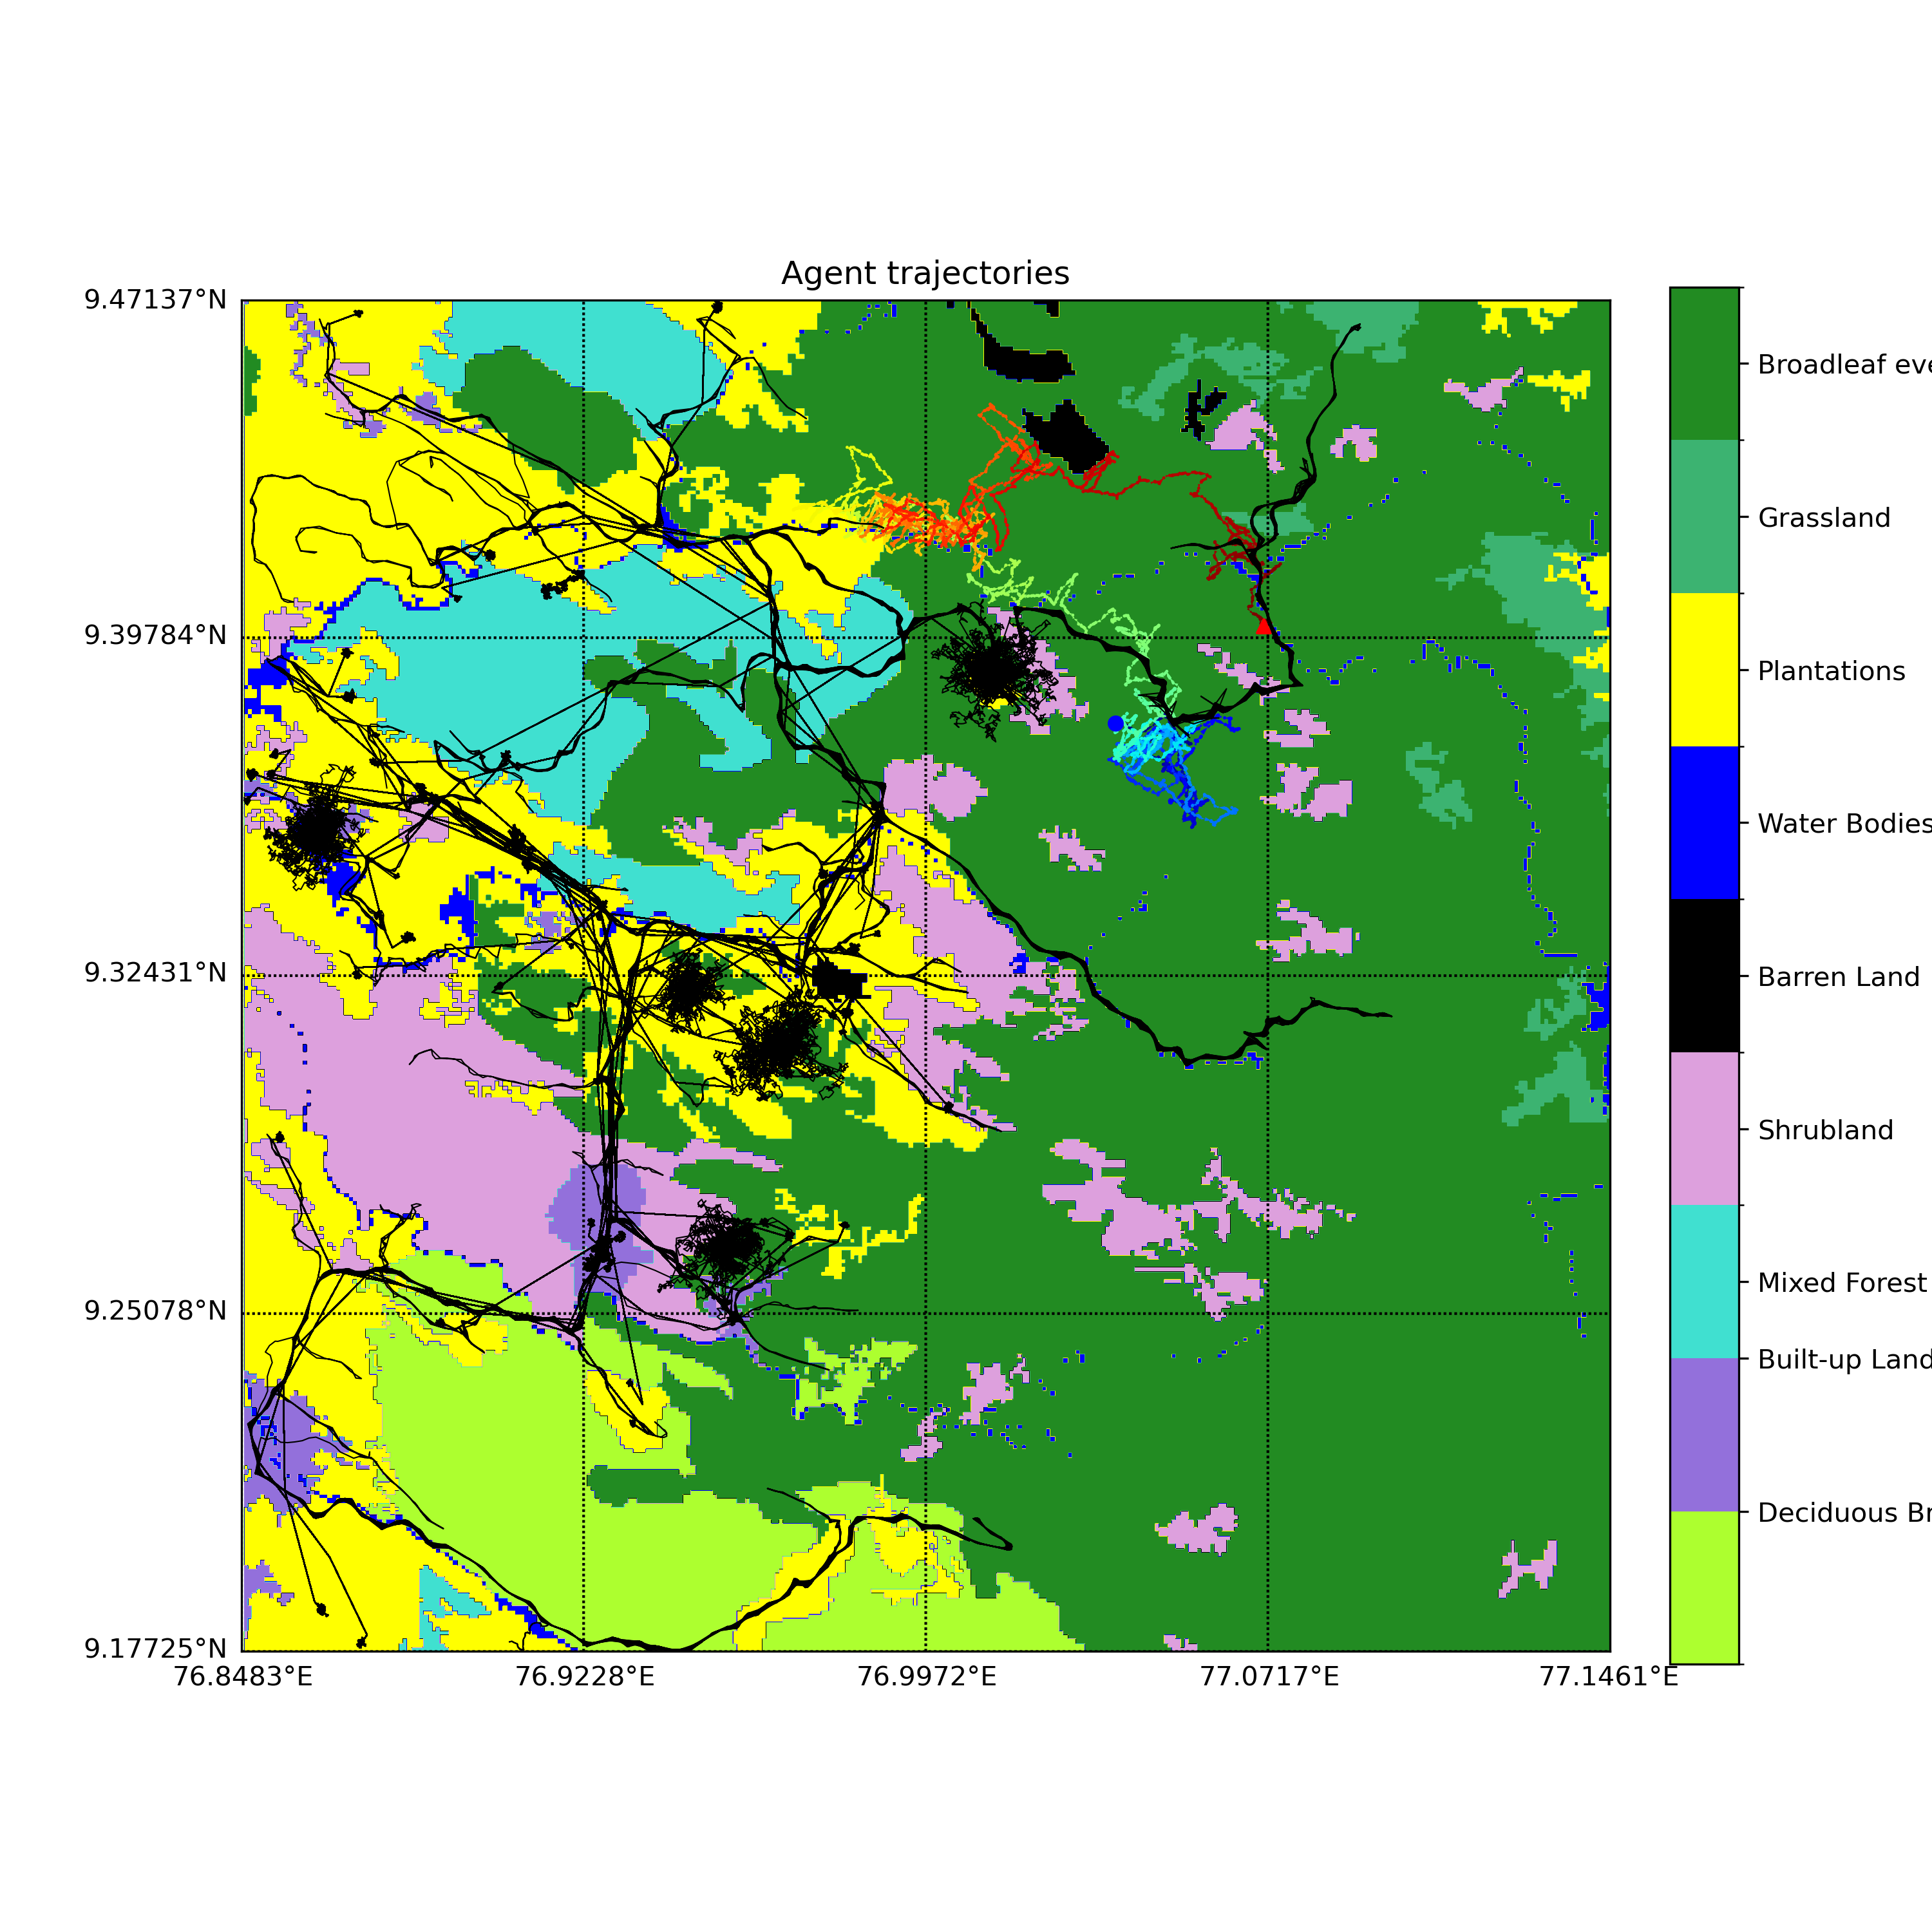 Agent trajectories
9.47137°N
9.39784°N
9.32431°N
9.25078°N
9.17725°N
76.8483°E
76.9228°E
76.9972°E
77.0717°E
77.1461°E
Broadleaf eve
Grassland
Plantations
Water Bodies
Barren Land
Shrubland
Mixed Forest
Built-up Land
Deciduous Br